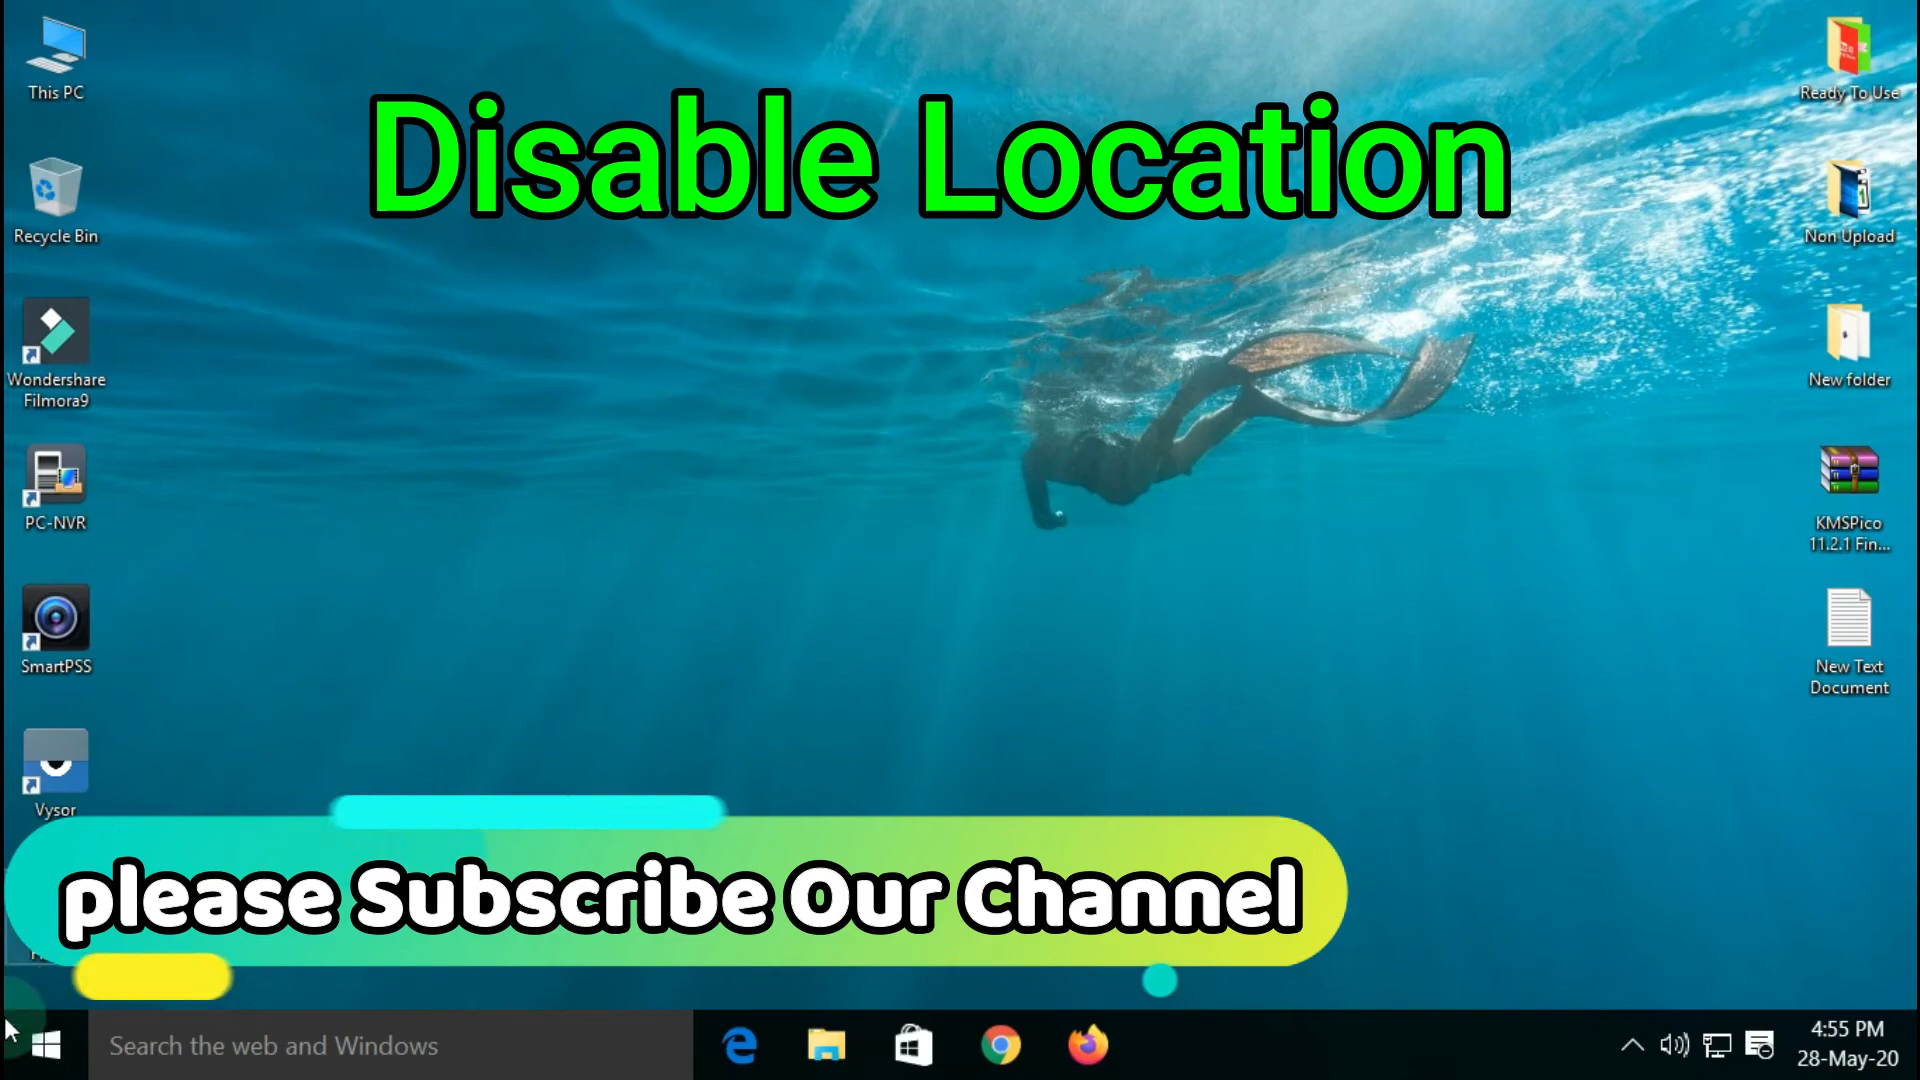 Disable Location
This PC
Recycle Bin
Wondershare
Filmora9
PC-NVR
SmartPSS
Vysor
Ready To Use
Non Upload
New folder
KMSPico
11.2.1 Fin...
New Text
Document
please Subscribe Our Channel
Search the web and Windows
4:55 PM
28-May-20